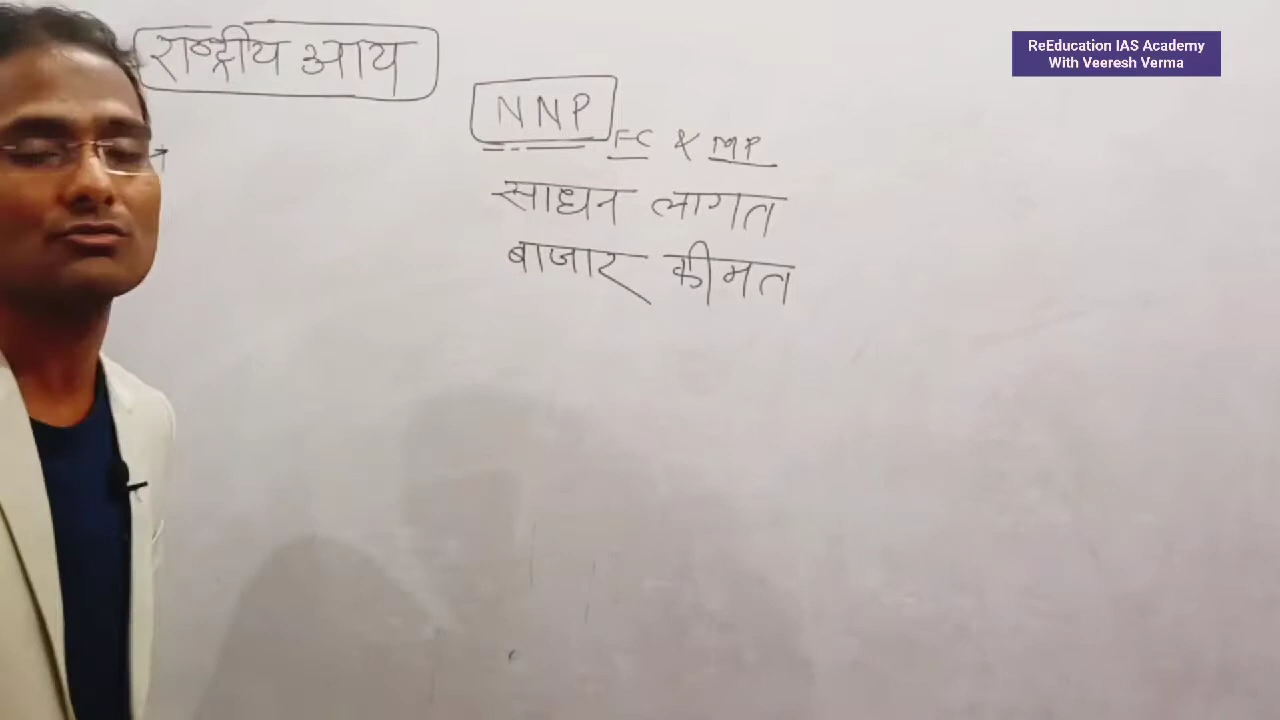 राष्ट्रीय आय
ReEducation IAS Academy
With Veeresh Verma
NNP FC & MP
साधन लागत
बाजार कीमत